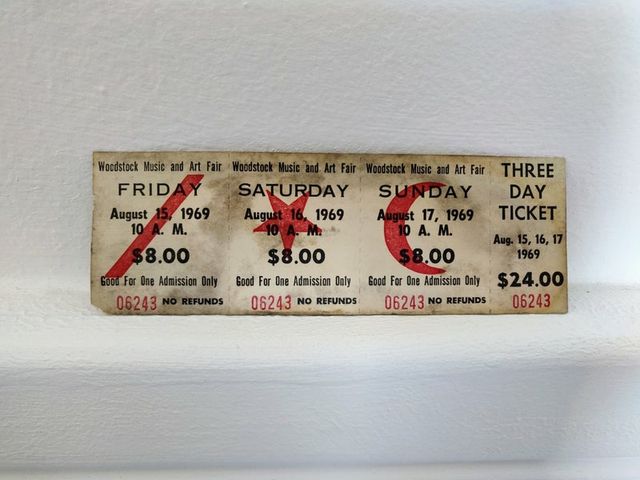 Woodstock Music and Art Fair
FRIDAY
August 15, 1969
10 A. M.
$8.00
Good For One Admission Only
06243 NO REFUNDS
Woodstock Music and Art Fair
SATURDAY
August 16, 1969
10 A. M.
$8.00
Good For One Admission Only
06243 NO REFUNDS
Woodstock Music and Art Fair
SUNDAY
August 17, 1969
10 A. M.
$8.00
Good For One Admission Only
06243 NO REFUNDS
THREE
DAY
TICKET
Aug. 15, 16, 17
1969
$24.00
06243